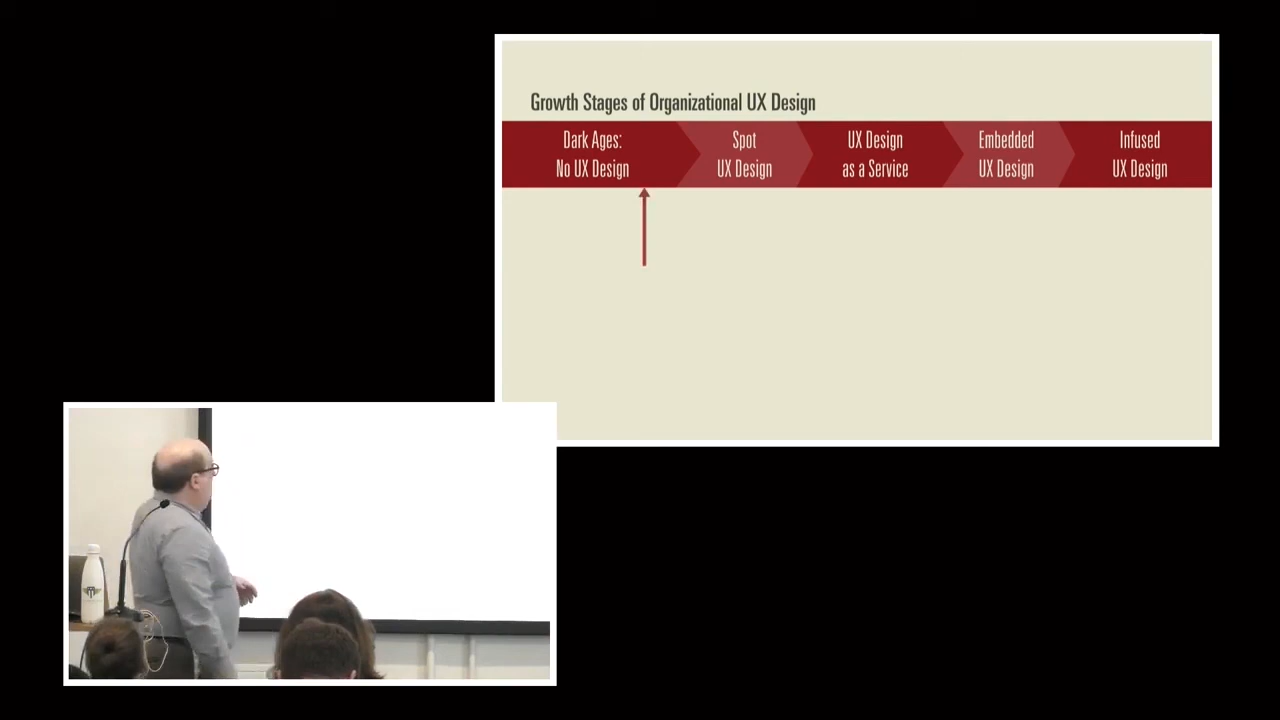 Growth Stages of Organizational UX Design
Dark Ages:
No UX Design
Spot
UX Design
UX Design
as a Service
Embedded
UX Design
Infused
UX Design